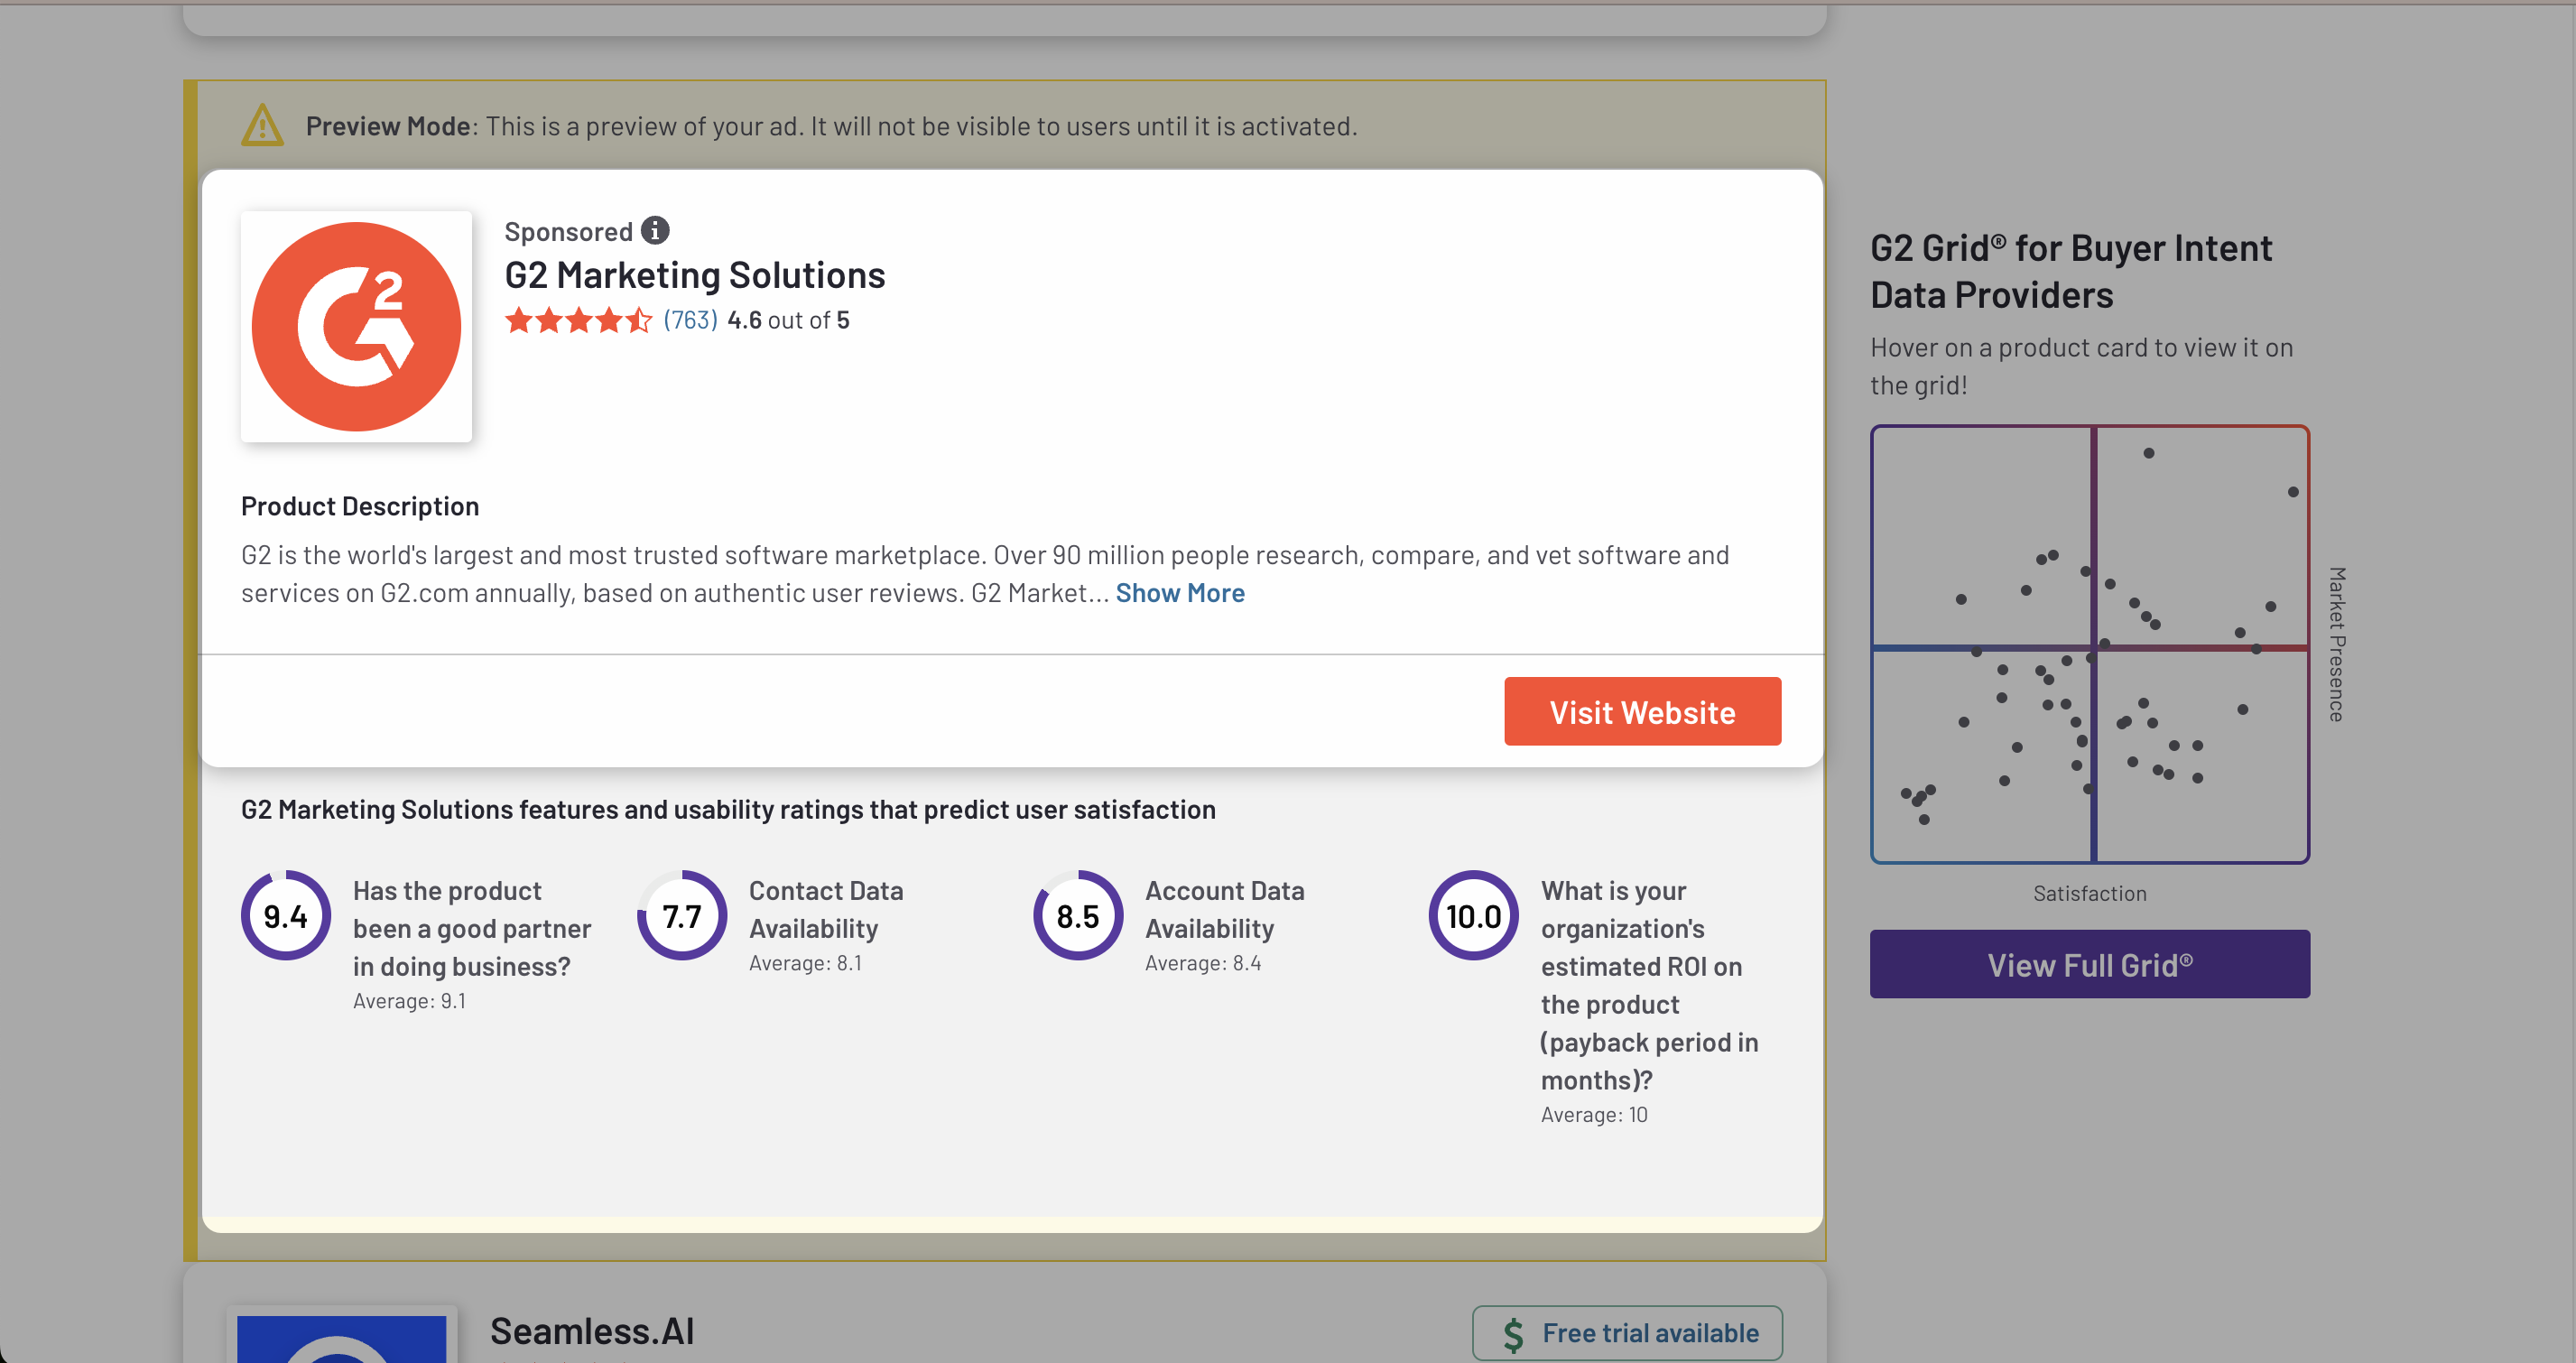 Preview Mode: This is a preview of your ad. It will not be visible to users until it is activated.
G2
Sponsored
G2 Marketing Solutions
(763) 4.6 out of 5
Product Description
G2 is the world's largest and most trusted software marketplace. Over 90 million people research, compare, and vet software and
services on G2.com annually, based on authentic user reviews. G2 Market... Show More
Visit Website
G2 Marketing Solutions features and usability ratings that predict user satisfaction
9.4
Has the product
been a good partner
in doing business?
Average: 9.1
7.7
Contact Data
Availability
Average: 8.1
8.5
Account Data
Availability
Average: 8.4
10.0
What is your
organization's
estimated ROI on
the product
(payback period in
months)?
Average: 10
Seamless.AI
$ Free trial available
G2 Grid® for Buyer Intent
Data Providers
Hover on a product card to view it on
the grid!
Market Presence
Satisfaction
View Full Grid®